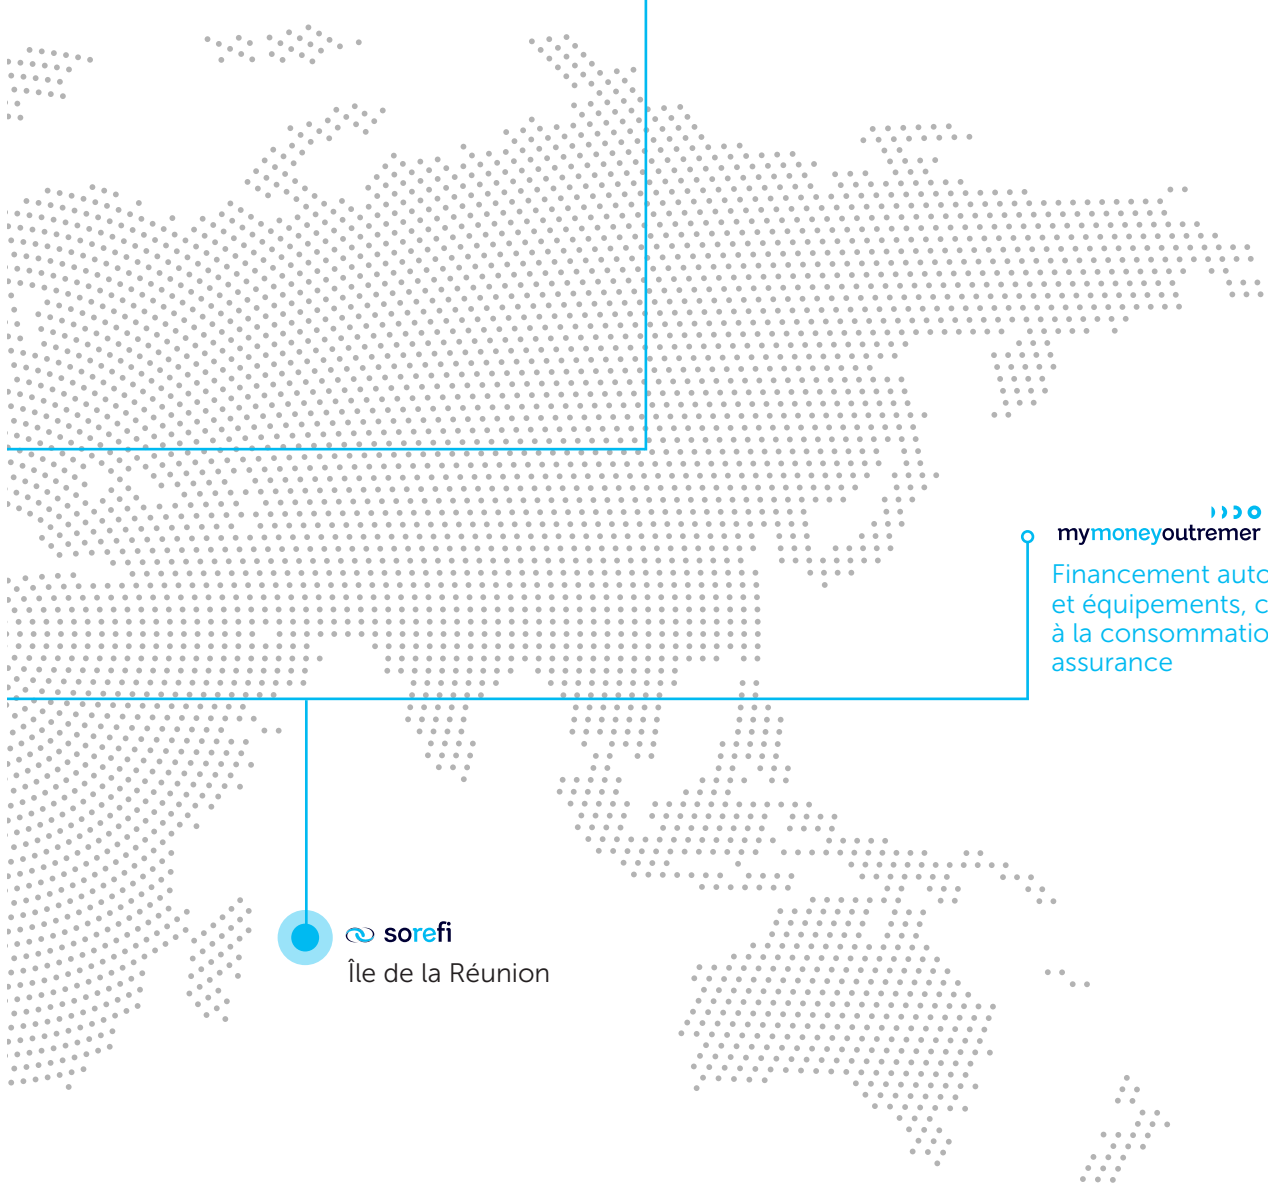 mymoneyoutremer
Financement auto
et équipements, c
à la consommatio
assurance
sorefi
Île de la Réunion